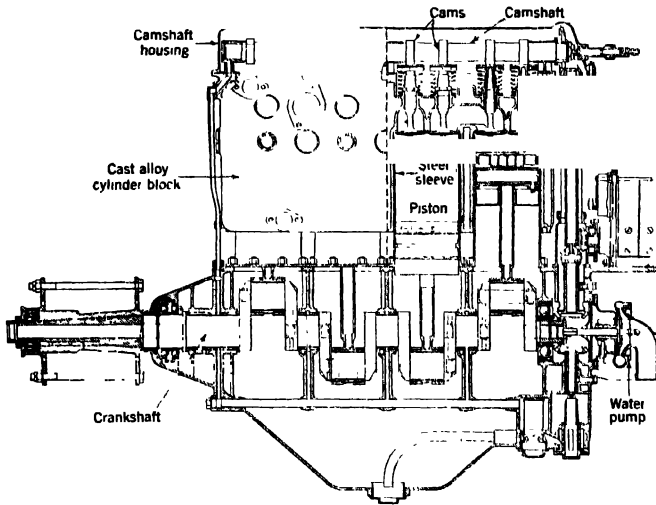 Cams
Camshaft
Camshaft
housing
Cast alloy
cylinder block
Steel
sleeve
Piston
Crankshaft
Water
pump